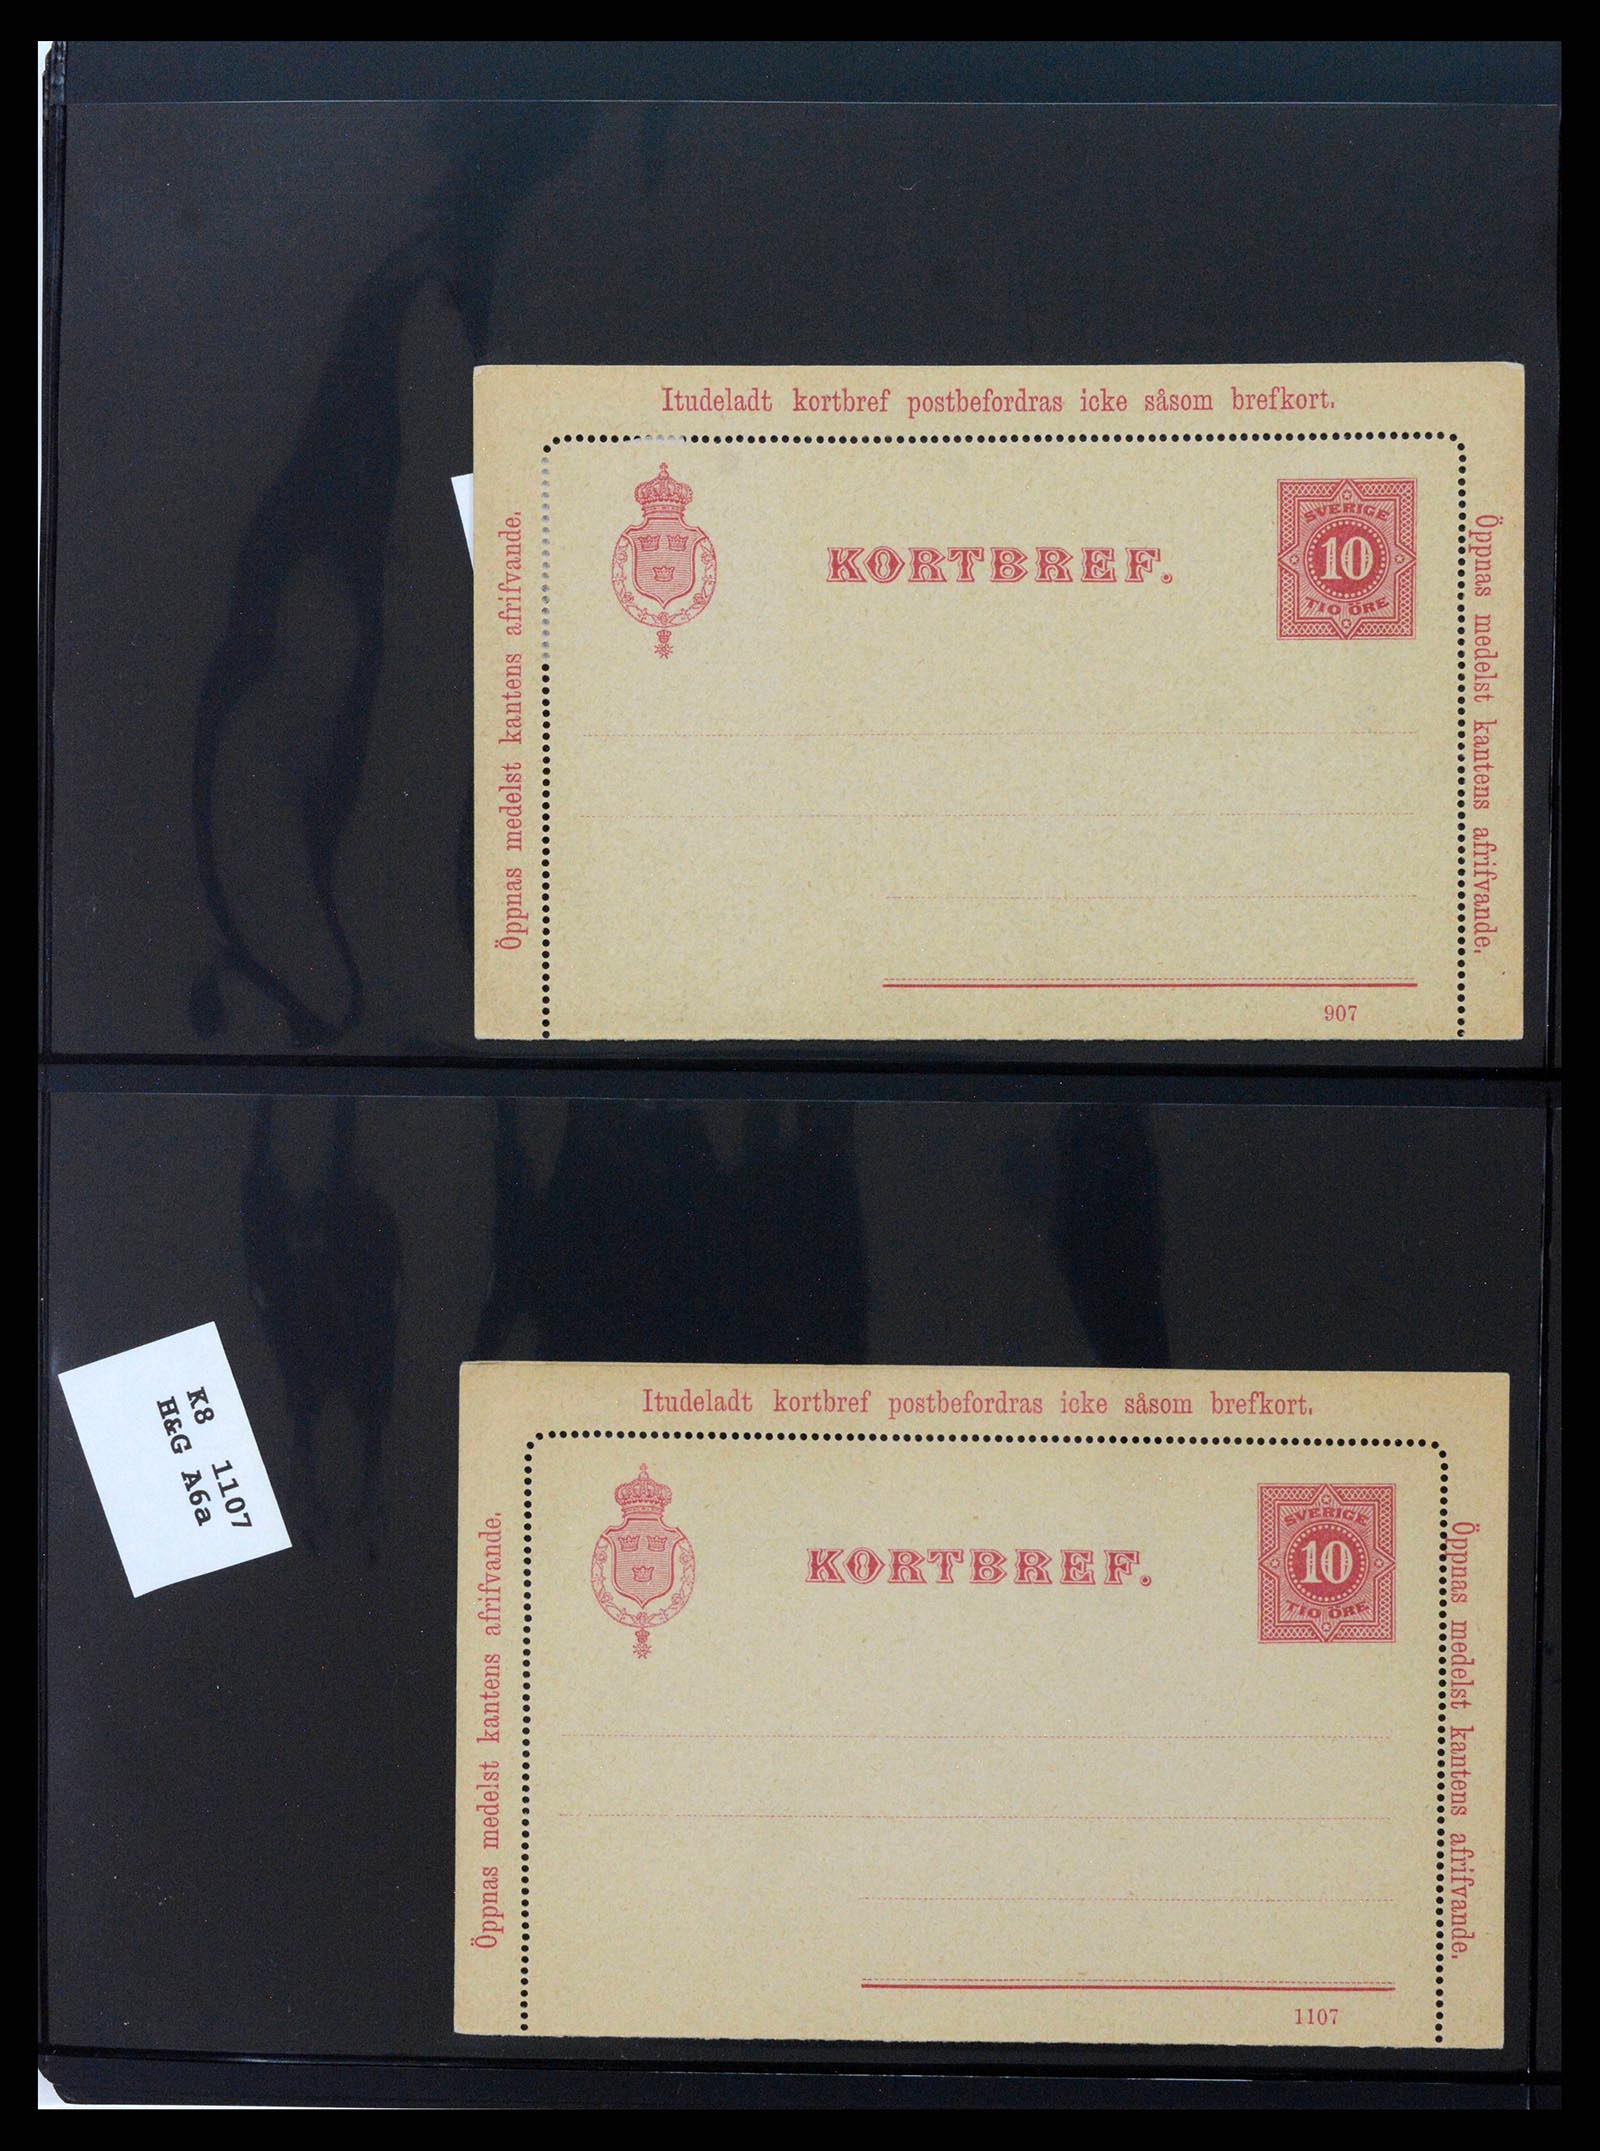 Itudeladt kortbref postbefordras icke såsom brefkort.
Öppnas medelst kantens afrifvande.
KORTBREF.
SVERIGE
10
TIO ÖRE
Öppnas medelst kantens afrifvande.
907
K8 1107
H&G A6a
Itudeladt kortbref postbefordras icke såsom brefkort.
Öppnas medelst kantens afrifvande.
KORTBREF.
SVERIGE
10
TIO ÖRE
Öppnas medelst kantens afrifvande.
1107